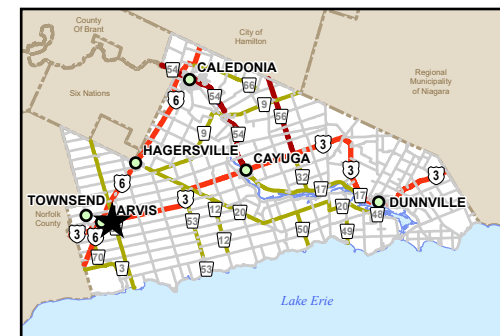 County
Of Brant
City of
Hamilton
54
CALEDONIA
Regional
Municipality
of Niagara
6
54
66
Six Nations
9
56
9
54
3
HAGERSVILLE
3
3
CAYUGA
6
32
17
17
TOWNSEND
3
DUNNVILLE
Norfolk
County
JARVIS
20
20
48
3
6
53
12
50
49
70
3
53
Lake Erie